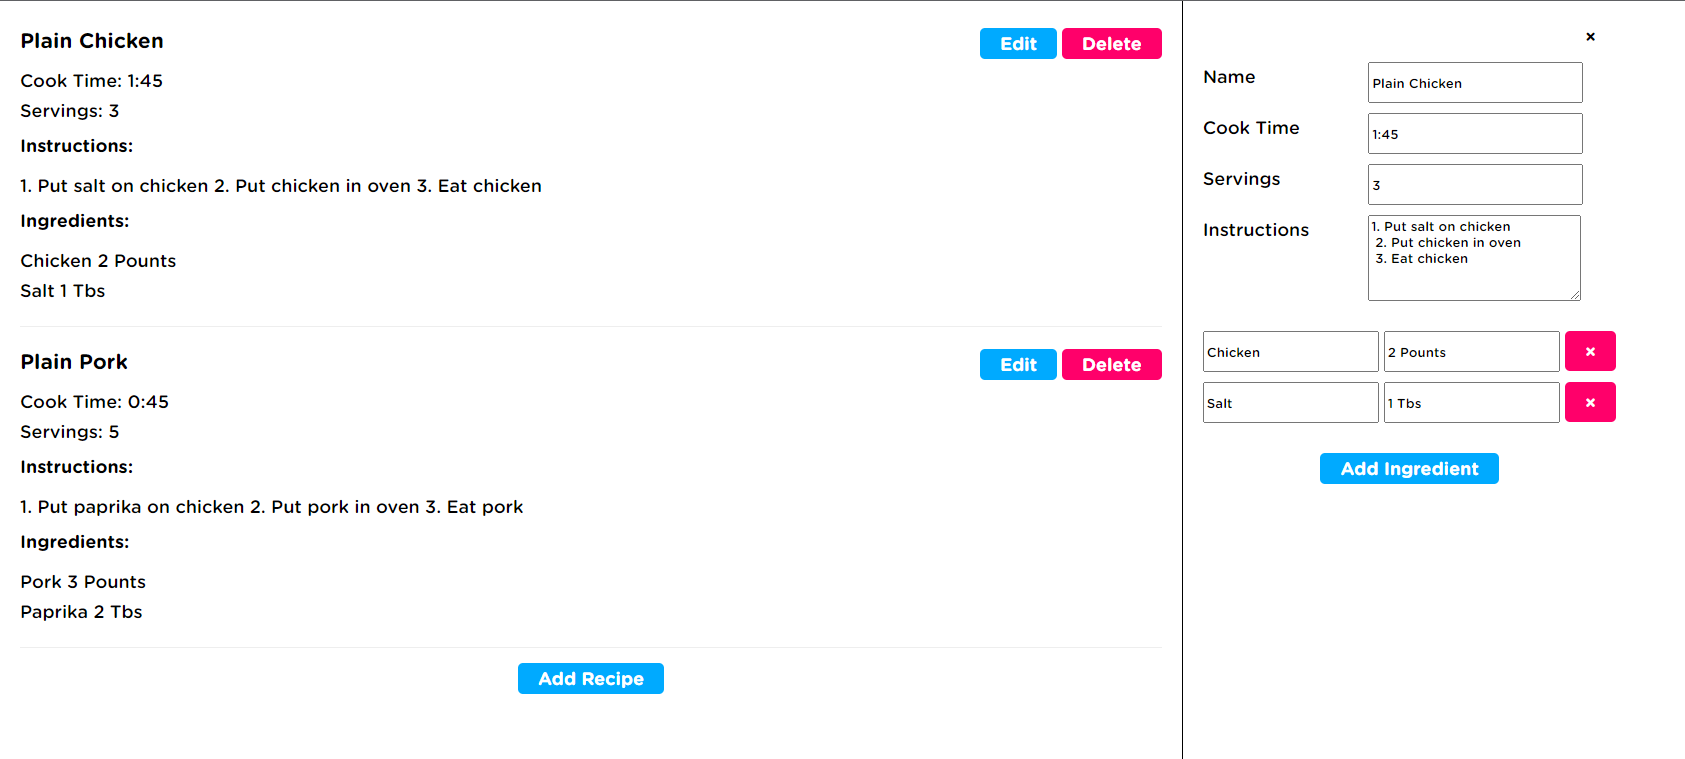 Plain Chicken
Edit Delete
Cook Time: 1:45
Servings: 3
Instructions:
1. Put salt on chicken 2. Put chicken in oven 3. Eat chicken
Ingredients:
Chicken 2 Pounts
Salt 1 Tbs
Plain Pork
Edit Delete
Cook Time: 0:45
Servings: 5
Instructions:
1. Put paprika on chicken 2. Put pork in oven 3. Eat pork
Ingredients:
Pork 3 Pounts
Paprika 2 Tbs
Add Recipe
×
Name Plain Chicken
Cook Time 1:45
Servings 3
Instructions 1. Put salt on chicken
2. Put chicken in oven
3. Eat chicken
Chicken 2 Pounts ×
Salt 1 Tbs ×
Add Ingredient